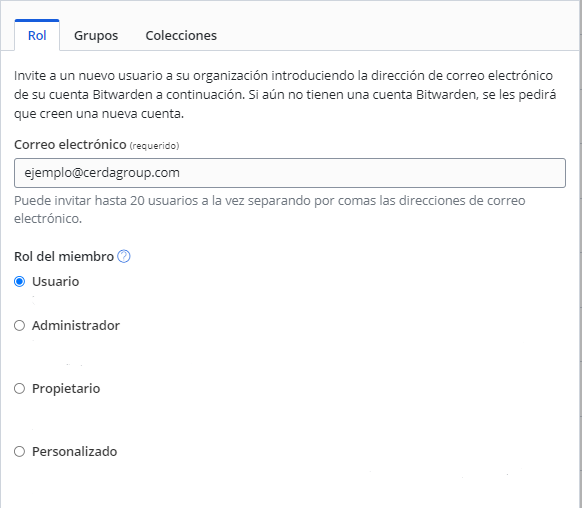 Rol Grupos Colecciones
Invite a un nuevo usuario a su organización introduciendo la dirección de correo electrónico
de su cuenta Bitwarden a continuación. Si aún no tienen una cuenta Bitwarden, se les pedirá
que creen una nueva cuenta.
Correo electrónico (requerido)
ejemplo@cerdagroup.com
Puede invitar hasta 20 usuarios a la vez separando por comas las direcciones de correo
electrónico.
Rol del miembro
Usuario
Administrador
Propietario
Personalizado